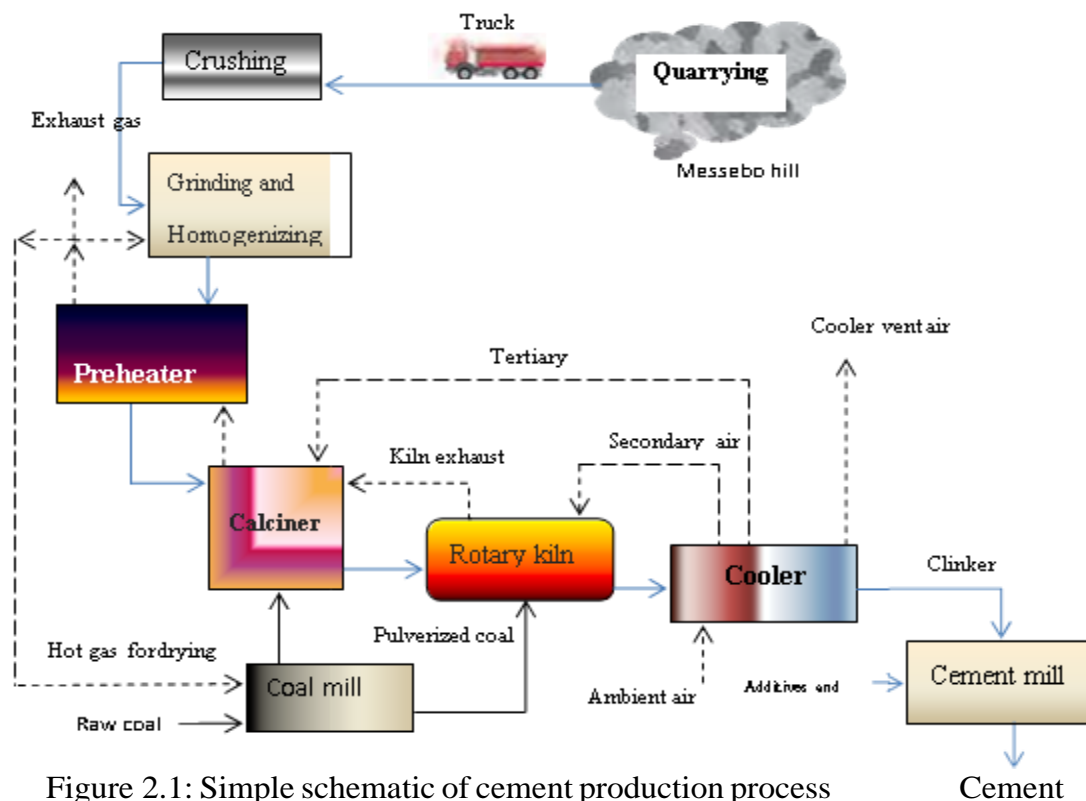 Truck
Crushing
Quarrying
Exhaust gas
Messebo hill
Grinding and
Homogenizing
Cooler vent air
Tertiary
Preheater
Secondary air
Kiln exhaust
Calciner
Rotary kiln
Cooler
Clinker
Pulverized coal
Hot gas fordrying
Coal mill
Ambient air
Additives and
Cement mill
Raw coal
Figure 2.1: Simple schematic of cement production process
Cement